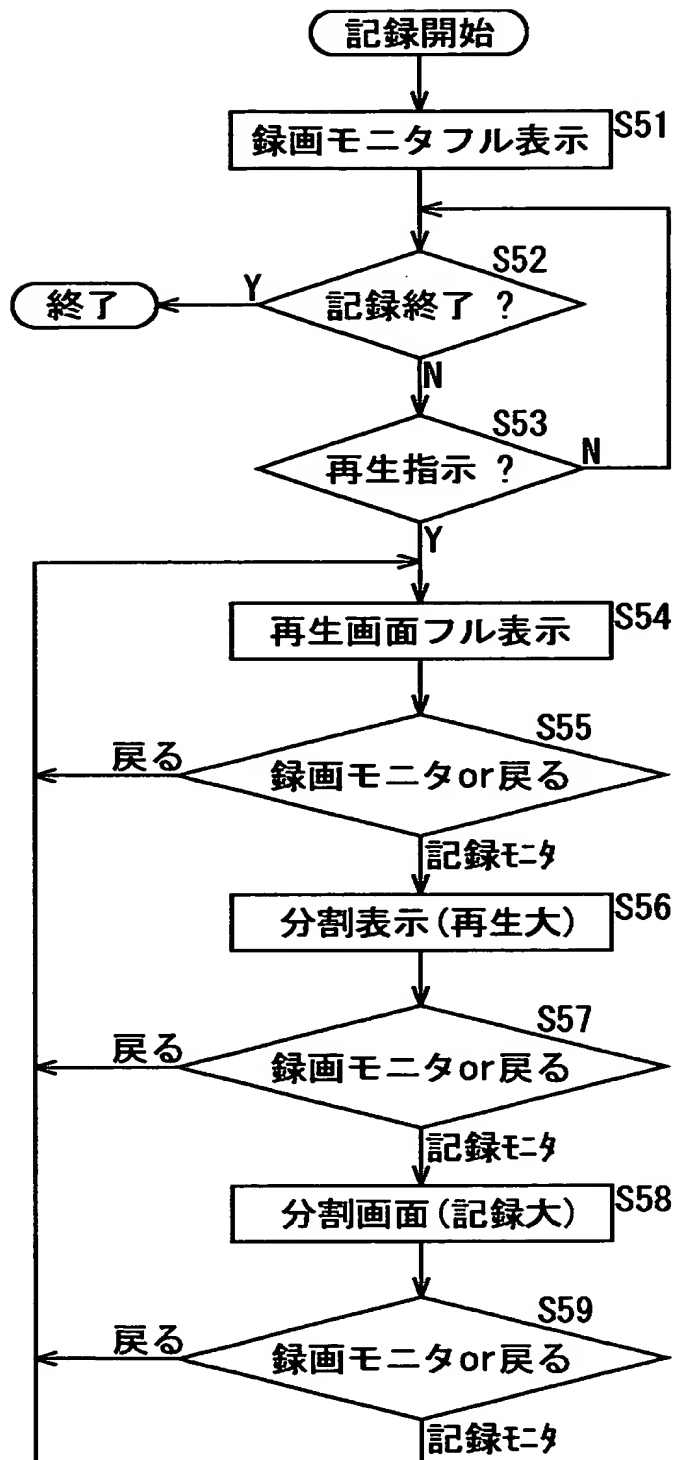 記録開始
録画モニタフル表示
S51
S52
記録終了 ?
Y
終了
N
S53
再生指示 ?
N
Y
再生画面フル表示
S54
S55
録画モニタor戻る
戻る
記録ﾓﾆﾀ
分割表示(再生大)
S56
S57
録画モニタor戻る
戻る
記録ﾓﾆﾀ
分割画面(記録大)
S58
S59
録画モニタor戻る
戻る
記録ﾓﾆﾀ